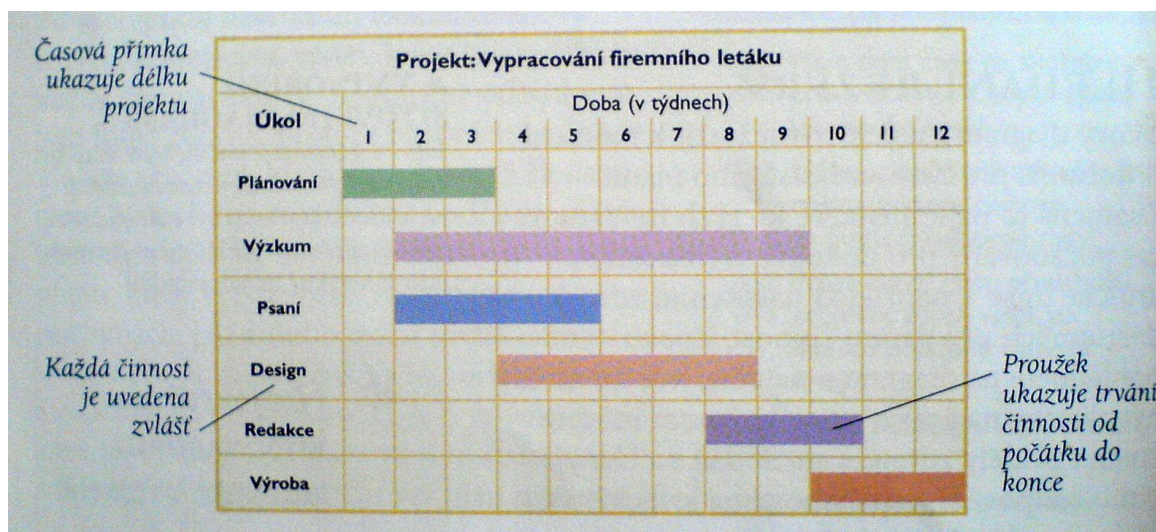 Časová přímka
ukazuje délku
projektu
Projekt: Vypracování firemního letáku
Úkol
Doba (v týdnech)
1 2 3 4 5 6 7 8 9 10 11 12
Plánování
Výzkum
Psaní
Design
Redakce
Výroba
Každá činnost
je uvedena
zvlášť
Proužek
ukazuje trvání
činnosti od
počátku do
konce